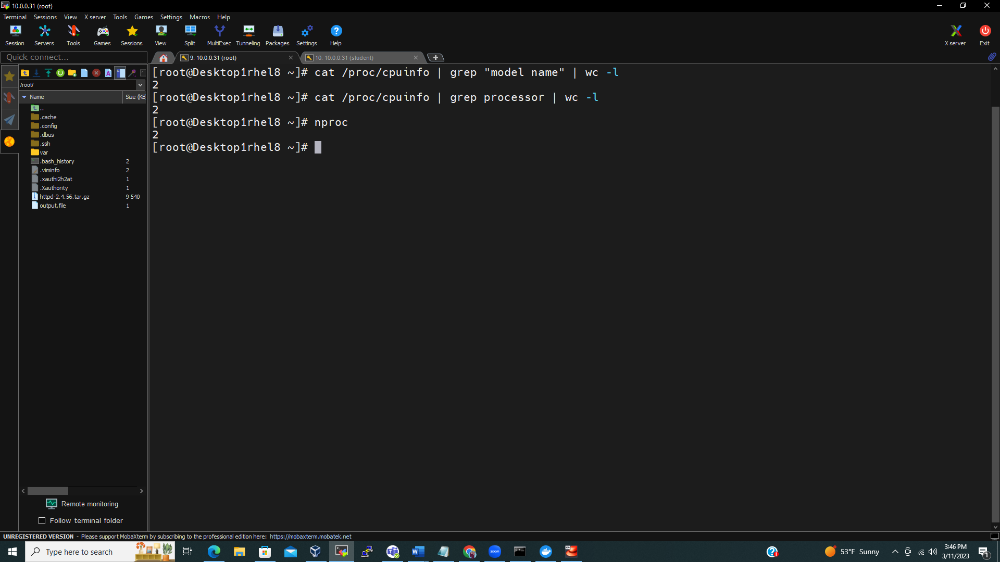 10.0.0.31 (root)
Terminal Sessions View X server Tools Games Settings Macros Help
Session Servers Tools Games Sessions View Split MultiExec Tunneling Packages Settings Help X server Exit
Quick connect...
9. 10.0.0.31 (root)
10. 10.0.0.31 (student)
/root/
Name Size (KB
..
.cache
.config
.dbus
.ssh
var
.bash_history 2
.viminfo 2
.xauthi2h2at 1
.Xauthority 1
httpd-2.4.56.tar.gz 9 540
output.file 1
Remote monitoring
Follow terminal folder
[root@Desktop1rhel8 ~]# cat /proc/cpuinfo | grep "model name" | wc -l
2
[root@Desktop1rhel8 ~]# cat /proc/cpuinfo | grep processor | wc -l
2
[root@Desktop1rhel8 ~]# nproc
2
[root@Desktop1rhel8 ~]#
UNREGISTERED VERSION - Please support MobaXterm by subscribing to the professional edition here: https://mobaxterm.mobatek.net
Type here to search
zoom
53°F Sunny
3:46 PM
3/11/2023
1